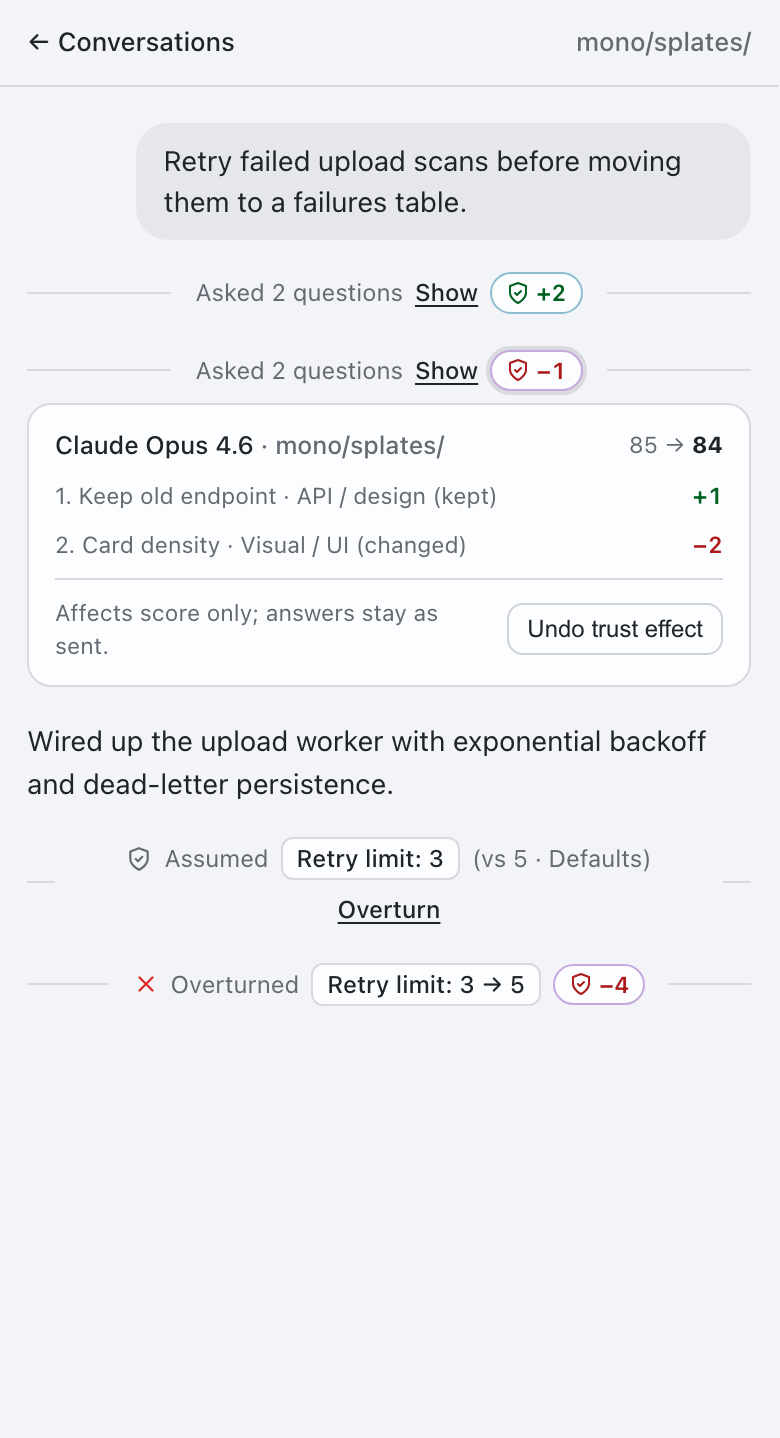 ← Conversations
mono/splates/
Retry failed upload scans before moving
them to a failures table.
Asked 2 questions Show +2
Asked 2 questions Show −1
Claude Opus 4.6 · mono/splates/ 85 → 84
1. Keep old endpoint · API / design (kept) +1
2. Card density · Visual / UI (changed) −2
Affects score only; answers stay as
sent.
Undo trust effect
Wired up the upload worker with exponential backoff
and dead-letter persistence.
Assumed Retry limit: 3 (vs 5 · Defaults)
Overturn
Overturned Retry limit: 3 → 5 −4